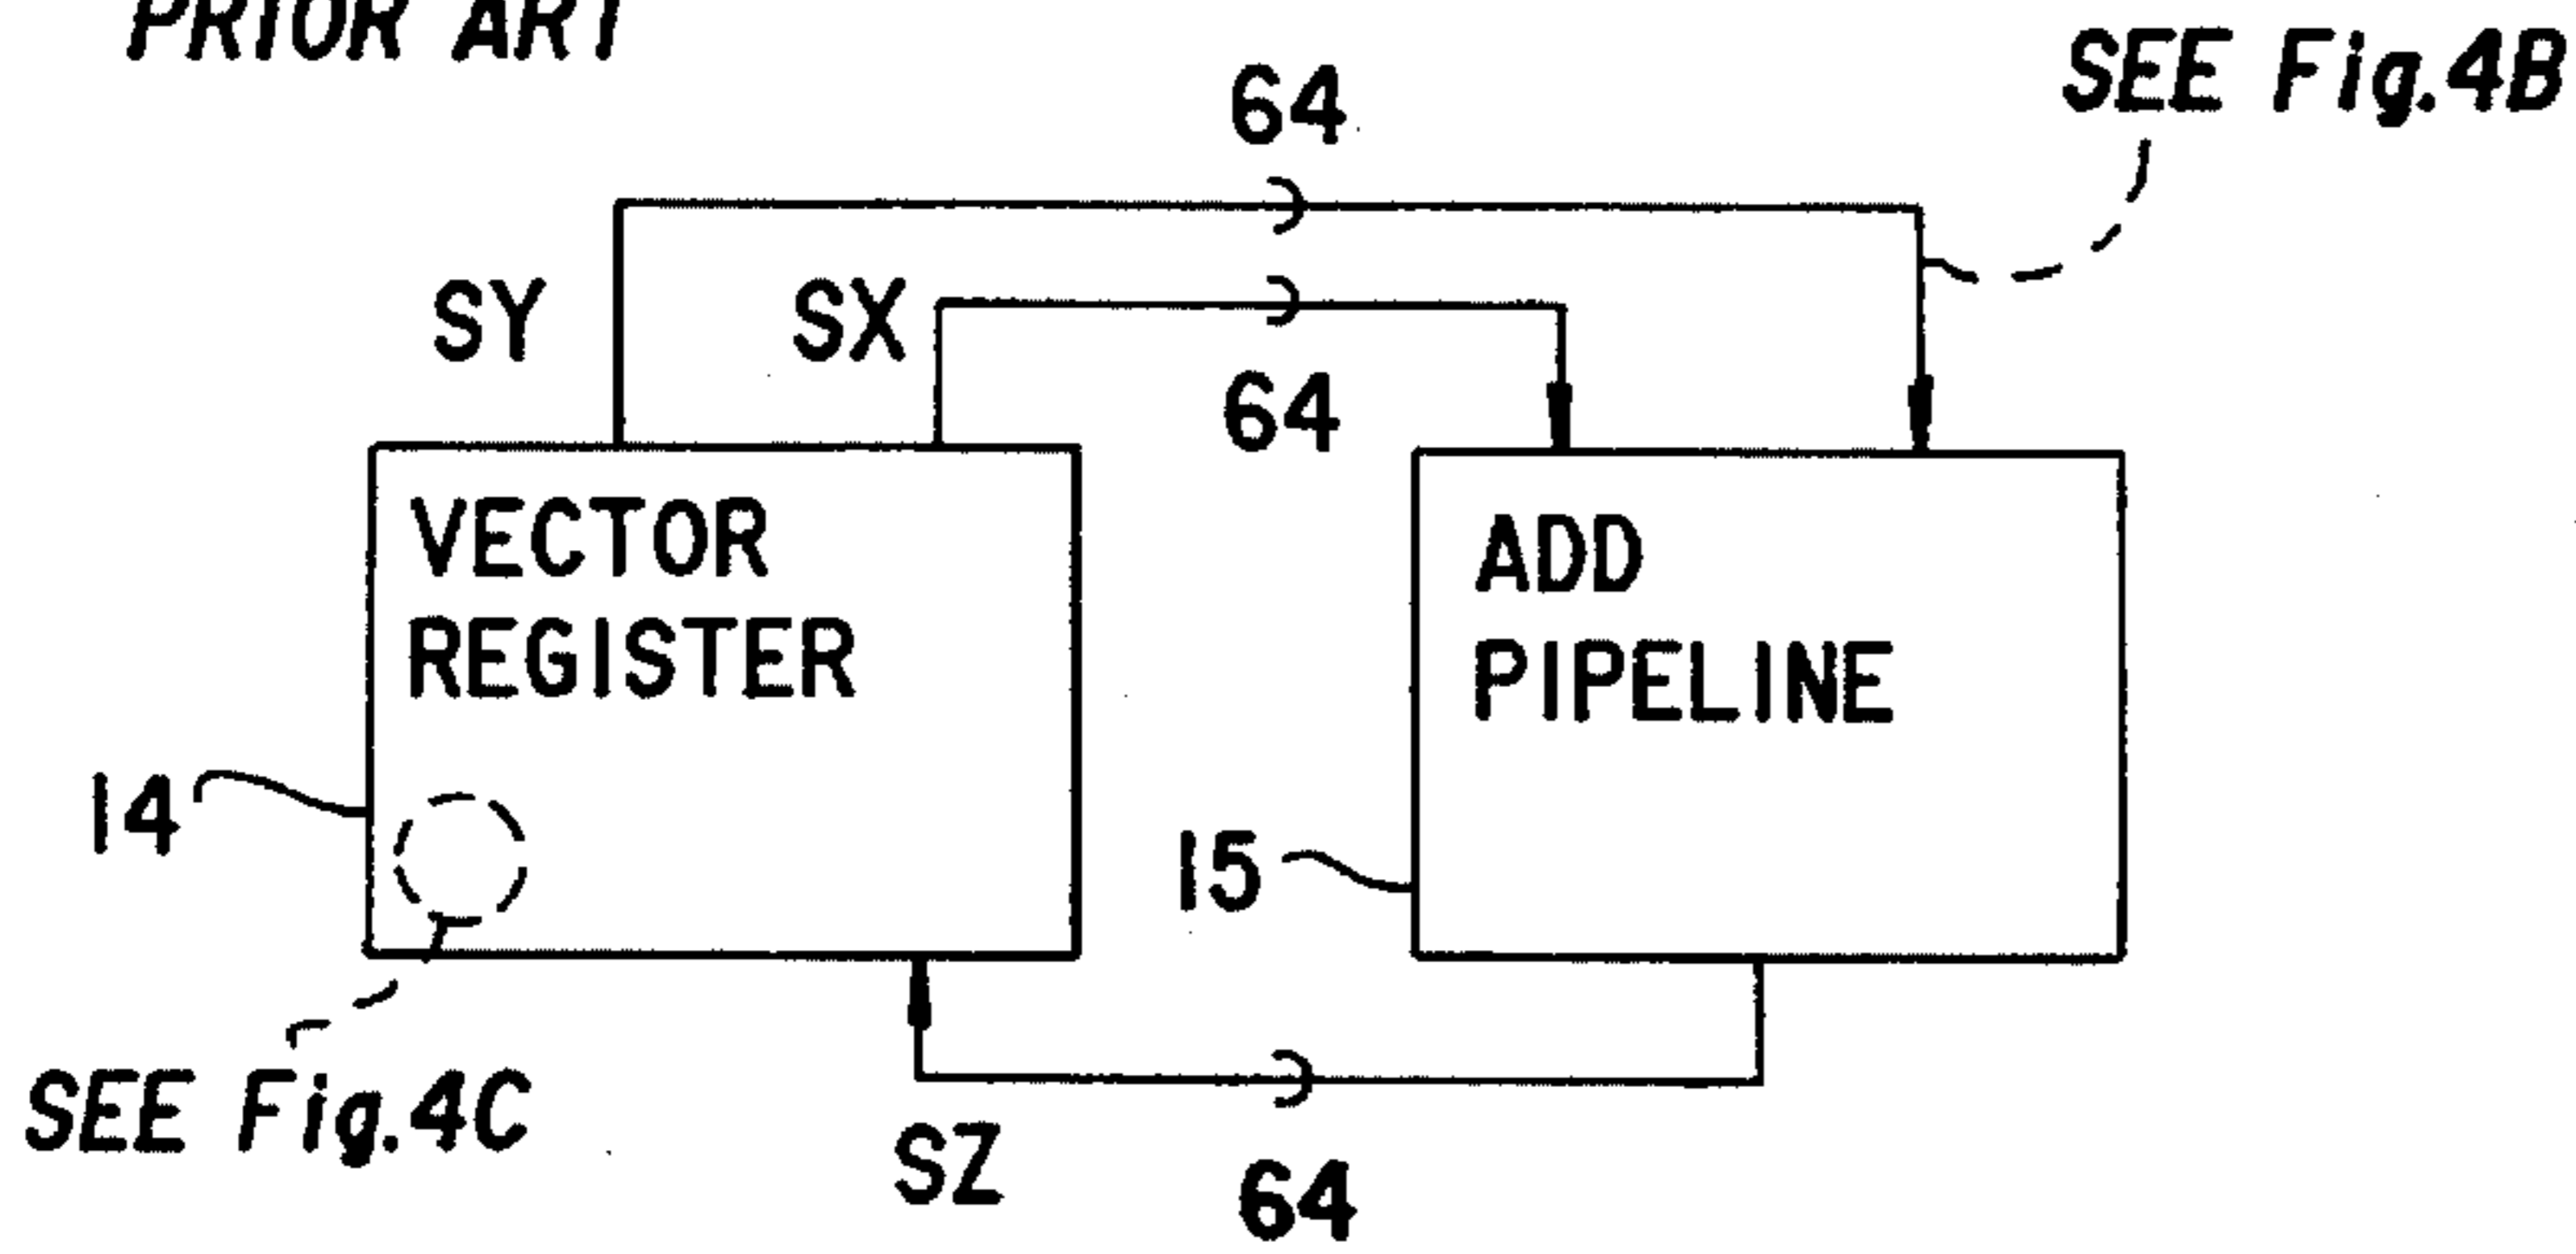 PRIOR ART
SEE Fig.4B
64
SY
SX
64
VECTOR
REGISTER
ADD
PIPELINE
14
15
SEE Fig.4C
SZ
64